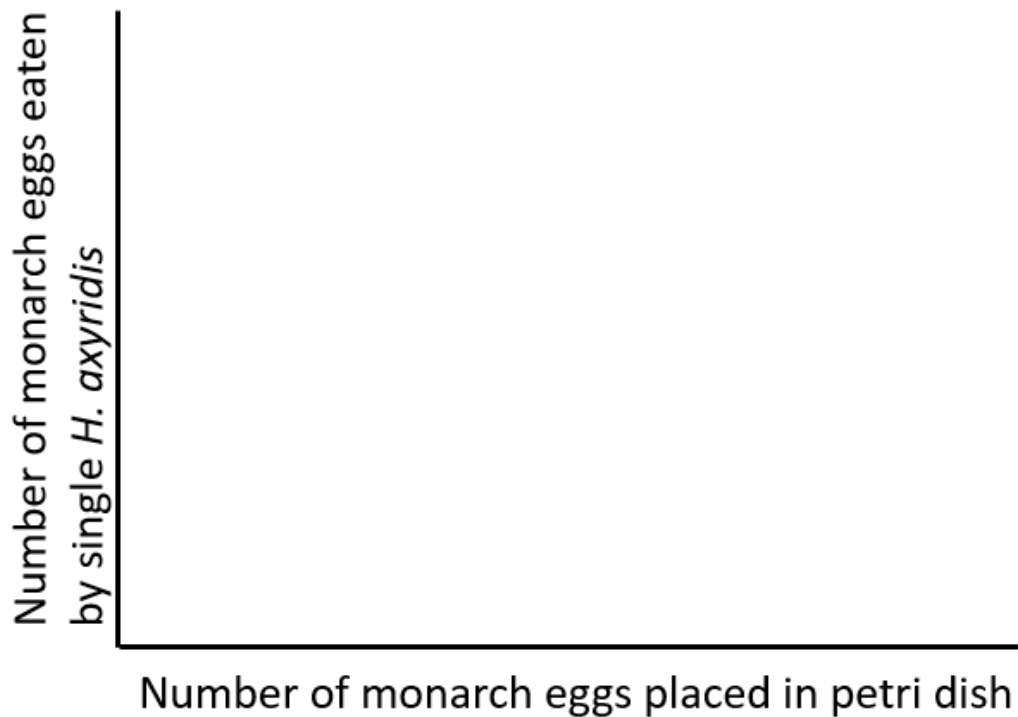 Number of monarch eggs eaten
by single H. axyridis
Number of monarch eggs placed in petri dish